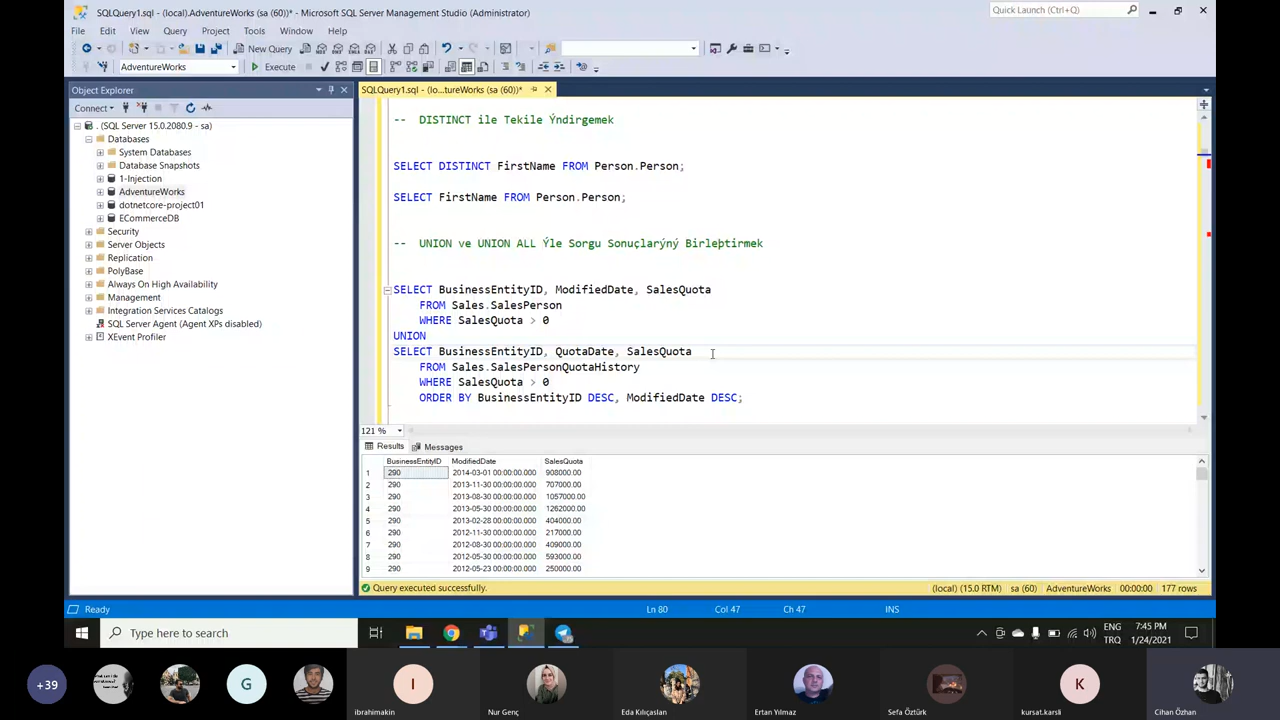 SQLQuery1.sql - (local).AdventureWorks (sa (60))* - Microsoft SQL Server Management Studio (Administrator)
Quick Launch (Ctrl+Q)
File Edit View Query Project Tools Window Help
New Query
AdventureWorks
Execute
Object Explorer
SQLQuery1.sql - (lo...tureWorks (sa (60))*
Connect
. (SQL Server 15.0.2080.9 - sa)
Databases
System Databases
Database Snapshots
1-Injection
AdventureWorks
dotnetcore-project01
ECommerceDB
Security
Server Objects
Replication
PolyBase
Always On High Availability
Management
Integration Services Catalogs
SQL Server Agent (Agent XPs disabled)
XEvent Profiler
-- DISTINCT ile Tekile Ýndirgemek
SELECT DISTINCT FirstName FROM Person.Person;
SELECT FirstName FROM Person.Person;
-- UNION ve UNION ALL Ýle Sorgu Sonuçlarýný Birleþtirmek
SELECT BusinessEntityID, ModifiedDate, SalesQuota
FROM Sales.SalesPerson
WHERE SalesQuota > 0
UNION
SELECT BusinessEntityID, QuotaDate, SalesQuota
FROM Sales.SalesPersonQuotaHistory
WHERE SalesQuota > 0
ORDER BY BusinessEntityID DESC, ModifiedDate DESC;
121 %
Results Messages
BusinessEntityID ModifiedDate SalesQuota
1 290 2014-03-01 00:00:00.000 908000.00
2 290 2013-11-30 00:00:00.000 707000.00
3 290 2013-08-30 00:00:00.000 1057000.00
4 290 2013-05-30 00:00:00.000 1262000.00
5 290 2013-02-28 00:00:00.000 404000.00
6 290 2012-11-30 00:00:00.000 217000.00
7 290 2012-08-30 00:00:00.000 409000.00
8 290 2012-05-30 00:00:00.000 593000.00
9 290 2012-05-23 00:00:00.000 250000.00
Query executed successfully.
(local) (15.0 RTM) sa (60) AdventureWorks 00:00:00 177 rows
Ready
Ln 80 Col 47 Ch 47 INS
Type here to search
ENG
TRQ
7:45 PM
1/24/2021
+39
G
I
K
ibrahimakin
Nur Genç
Eda Kılıçaslan
Ertan Yılmaz
Sefa Öztürk
kursat.karsli
Cihan Özhan